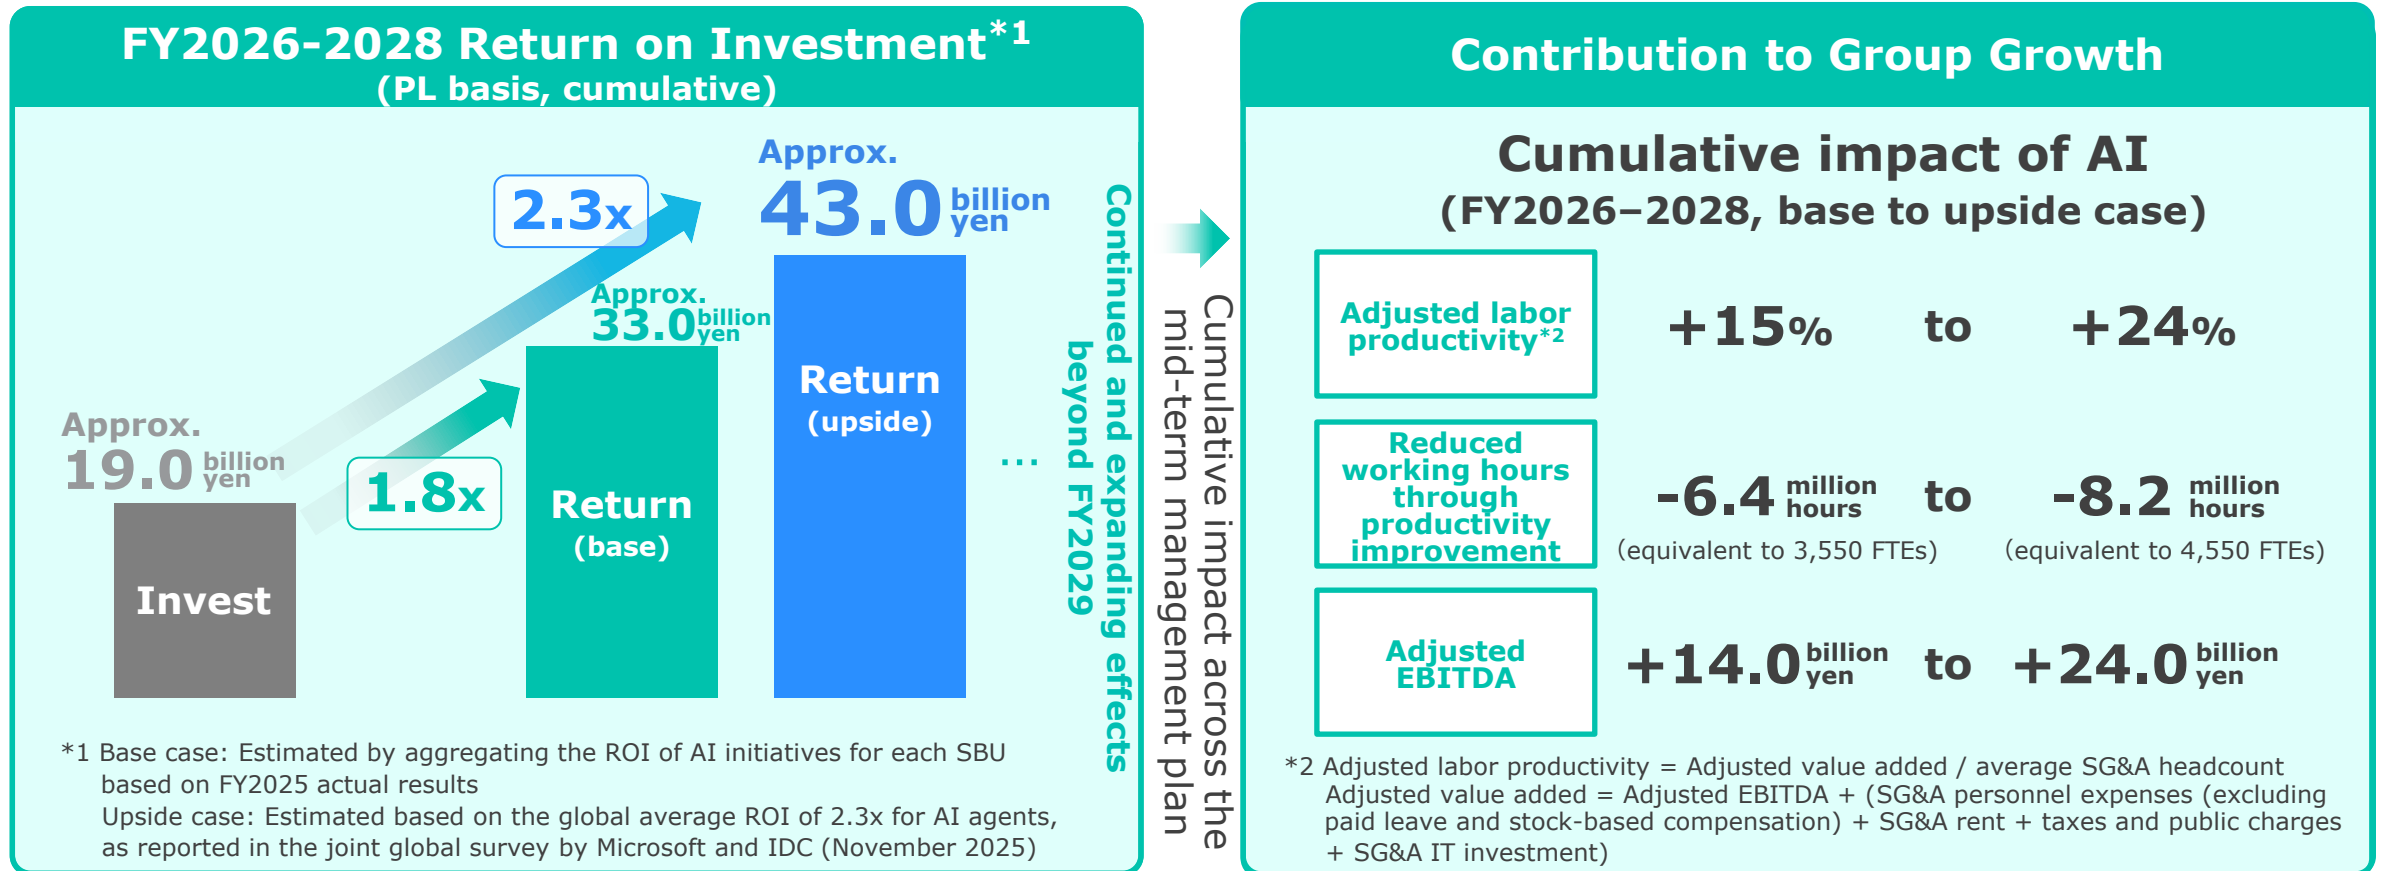 FY2026-2028 Return on Investment*1
(PL basis, cumulative)
Approx.
19.0 billion yen
Invest
1.8x
2.3x
Approx.
33.0 billion yen
Return
(base)
Approx.
43.0 billion yen
Return
(upside)
...
Continued and expanding effects
beyond FY2029
*1 Base case: Estimated by aggregating the ROI of AI initiatives for each SBU
based on FY2025 actual results
Upside case: Estimated based on the global average ROI of 2.3x for AI agents,
as reported in the joint global survey by Microsoft and IDC (November 2025)
Cumulative impact across the
mid-term management plan
Contribution to Group Growth
Cumulative impact of AI
(FY2026–2028, base to upside case)
Adjusted labor
productivity*2
+15% to +24%
Reduced
working hours
through
productivity
improvement
-6.4 million hours to -8.2 million hours
(equivalent to 3,550 FTEs) (equivalent to 4,550 FTEs)
Adjusted
EBITDA
+14.0 billion yen to +24.0 billion yen
*2 Adjusted labor productivity = Adjusted value added / average SG&A headcount
Adjusted value added = Adjusted EBITDA + (SG&A personnel expenses (excluding
paid leave and stock-based compensation) + SG&A rent + taxes and public charges
+ SG&A IT investment)